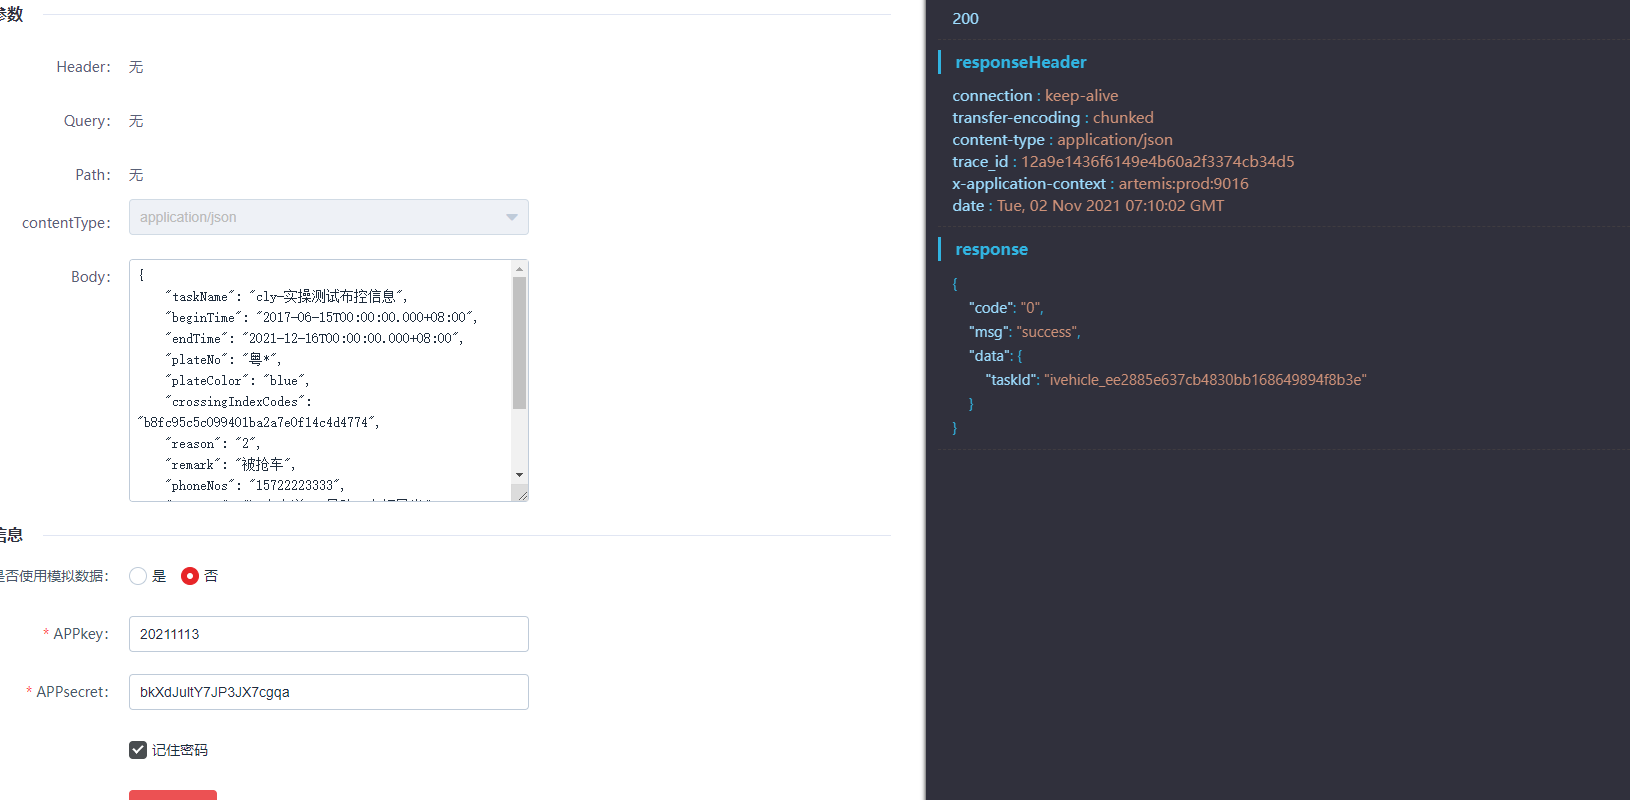 参数
Header: 无
Query: 无
Path: 无
contentType: application/json
Body: {
"taskName": "cly-实操测试布控信息",
"beginTime": "2017-06-15T00:00:00.000+08:00",
"endTime": "2021-12-16T00:00:00.000+08:00",
"plateNo": "粤*",
"plateColor": "blue",
"crossingIndexCodes":
"b8fc95c5c099401ba2a7e0f14c4d4774",
"reason": "2",
"remark": "被抢车",
"phoneNos": "15722223333",
信息
是否使用模拟数据: 是 否
* APPkey: 20211113
* APPsecret: bkXdJultY7JP3JX7cgqa
记住密码
200
responseHeader
connection : keep-alive
transfer-encoding : chunked
content-type : application/json
trace_id : 12a9e1436f6149e4b60a2f3374cb34d5
x-application-context : artemis:prod:9016
date : Tue, 02 Nov 2021 07:10:02 GMT
response
{
"code": "0",
"msg": "success",
"data": {
"taskId": "ivehicle_ee2885e637cb4830bb168649894f8b3e"
}
}